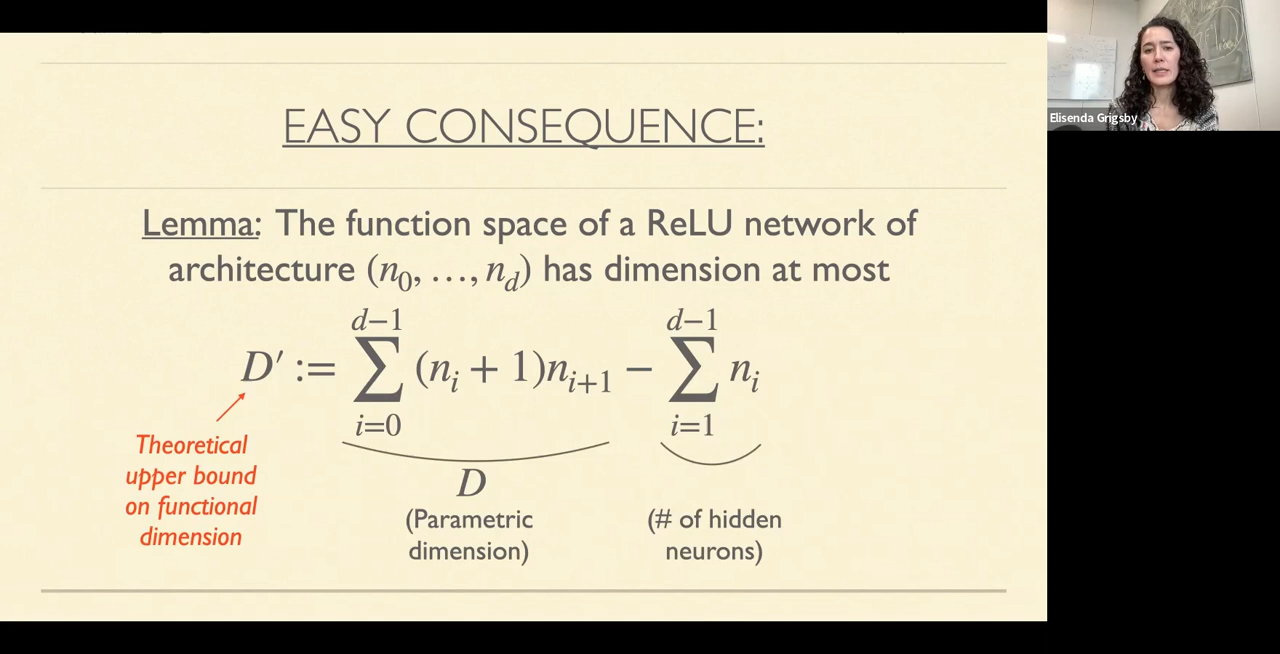 EASY CONSEQUENCE:
Lemma: The function space of a ReLU network of
architecture (n₀, …, n_d) has dimension at most
D′ := ∑_{i=0}^{d−1} (n_i + 1)n_{i+1} − ∑_{i=1}^{d−1} n_i
Theoretical
upper bound
on functional
dimension
D
(Parametric
dimension)
(# of hidden
neurons)
Elisenda Grigsby